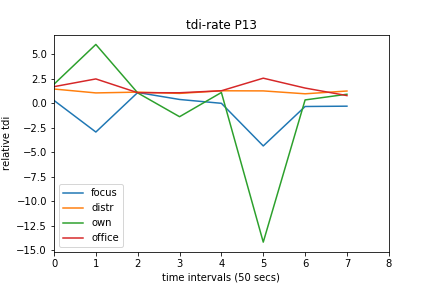 tdi-rate P13
relative tdi
5.0
2.5
0.0
−2.5
−5.0
−7.5
−10.0
−12.5
−15.0
focus
distr
own
office
0 1 2 3 4 5 6 7 8
time intervals (50 secs)